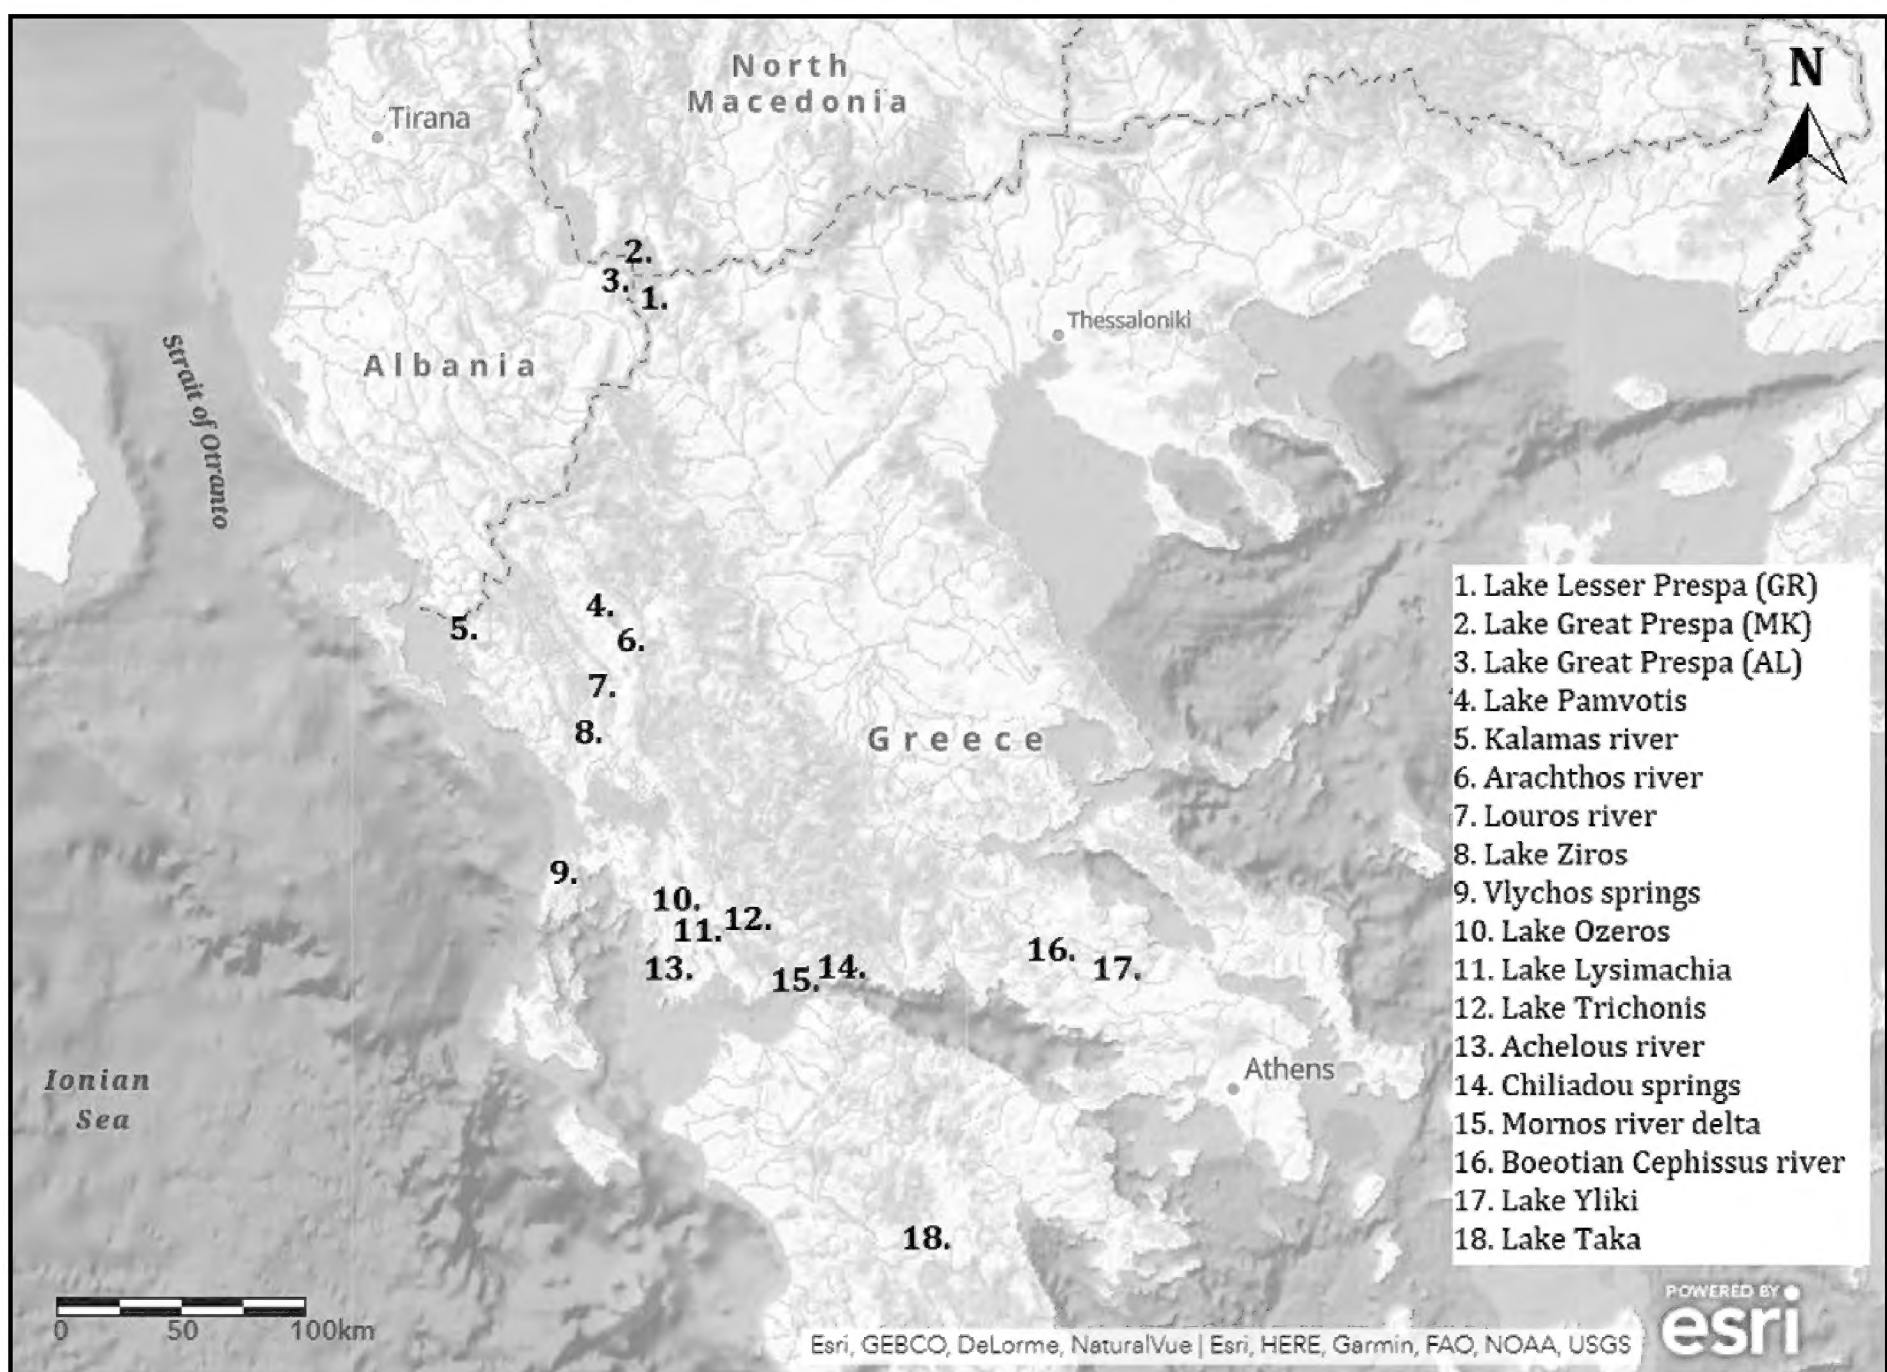 North
Macedonia
N
Tirana
2.
3.
1.
Thessaloniki
Strait of Otranto
Albania
4.
5.
6.
7.
8.
Greece
9.
10.
11.
12.
13.
14.
15.
16.
17.
Athens
Ionian
Sea
18.
1. Lake Lesser Prespa (GR)
2. Lake Great Prespa (MK)
3. Lake Great Prespa (AL)
4. Lake Pamvotis
5. Kalamas river
6. Arachthos river
7. Louros river
8. Lake Ziros
9. Vlychos springs
10. Lake Ozeros
11. Lake Lysimachia
12. Lake Trichonis
13. Achelous river
14. Chiliadou springs
15. Mornos river delta
16. Boeotian Cephissus river
17. Lake Yliki
18. Lake Taka
0 50 100km
POWERED BY
esri
Esri, GEBCO, DeLorme, NaturalVue | Esri, HERE, Garmin, FAO, NOAA, USGS